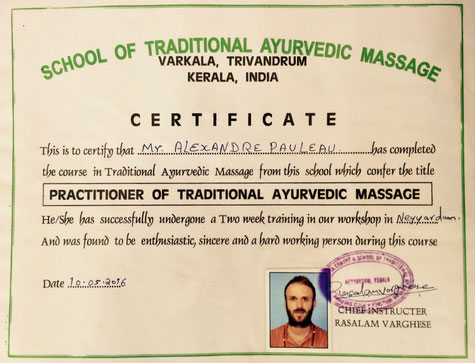 SCHOOL OF TRADITIONAL AYURVEDIC MASSAGE
VARKALA, TRIVANDRUM
KERALA, INDIA
CERTIFICATE
This is to certify that Mr. ALEXANDRE PAULEAU has completed
the course in Traditional Ayurvedic Massage from this school which confer the title
PRACTITIONER OF TRADITIONAL AYURVEDIC MASSAGE
He/She has successfully undergone a Two week training in our workshop in Neyyardam.
And was found to be enthusiastic, sincere and a hard working person during this course
Date 10-05-2016
Rasalam Varghese
CHIEF INSTRUCTER
RASALAM VARGHESE